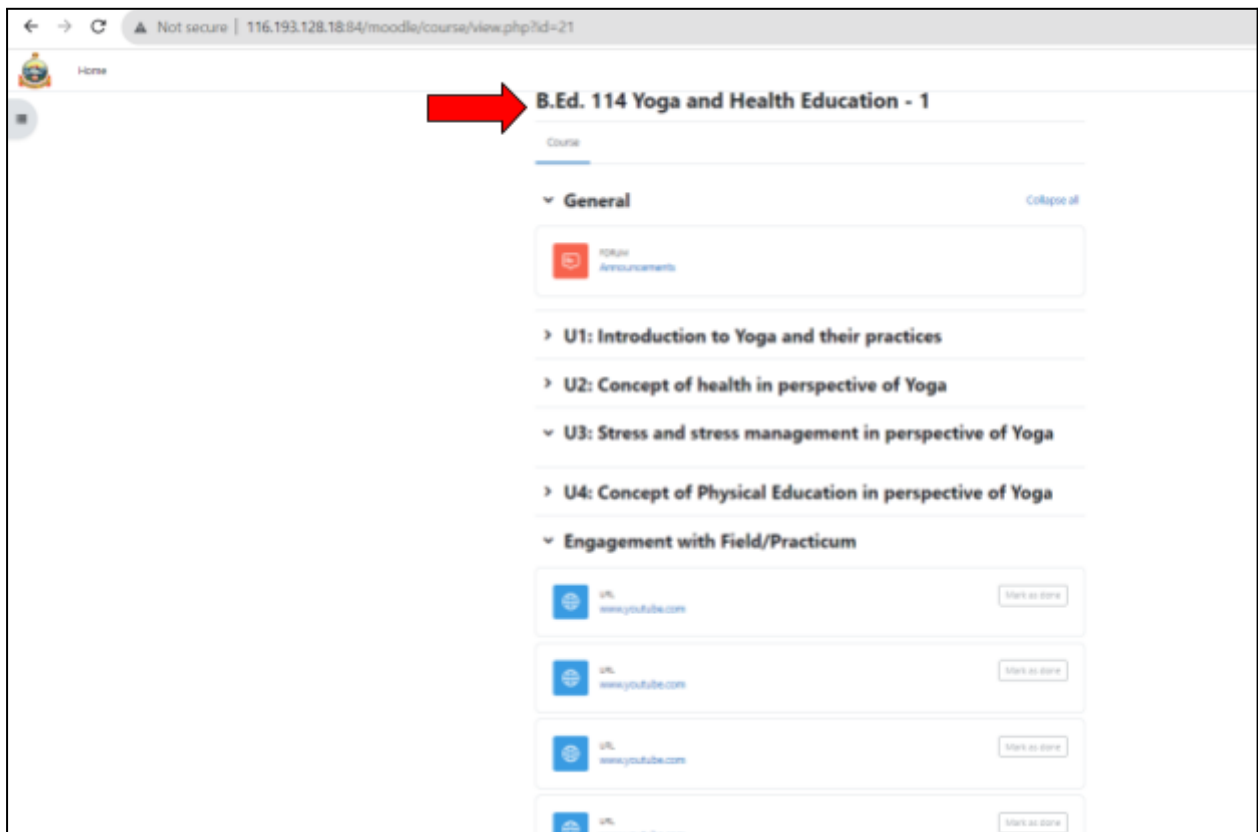 Not secure | 116.193.128.18:84/moodle/course/view.php?id=21
Home
B.Ed. 114 Yoga and Health Education - 1
Course
General
Collapse all
FORUM
Announcements
U1: Introduction to Yoga and their practices
U2: Concept of health in perspective of Yoga
U3: Stress and stress management in perspective of Yoga
U4: Concept of Physical Education in perspective of Yoga
Engagement with Field/Practicum
URL
www.youtube.com
Mark as done
URL
www.youtube.com
Mark as done
URL
www.youtube.com
Mark as done
URL
Mark as done